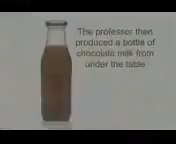 The professor then
produced a bottle of
chocolate milk from
under the table